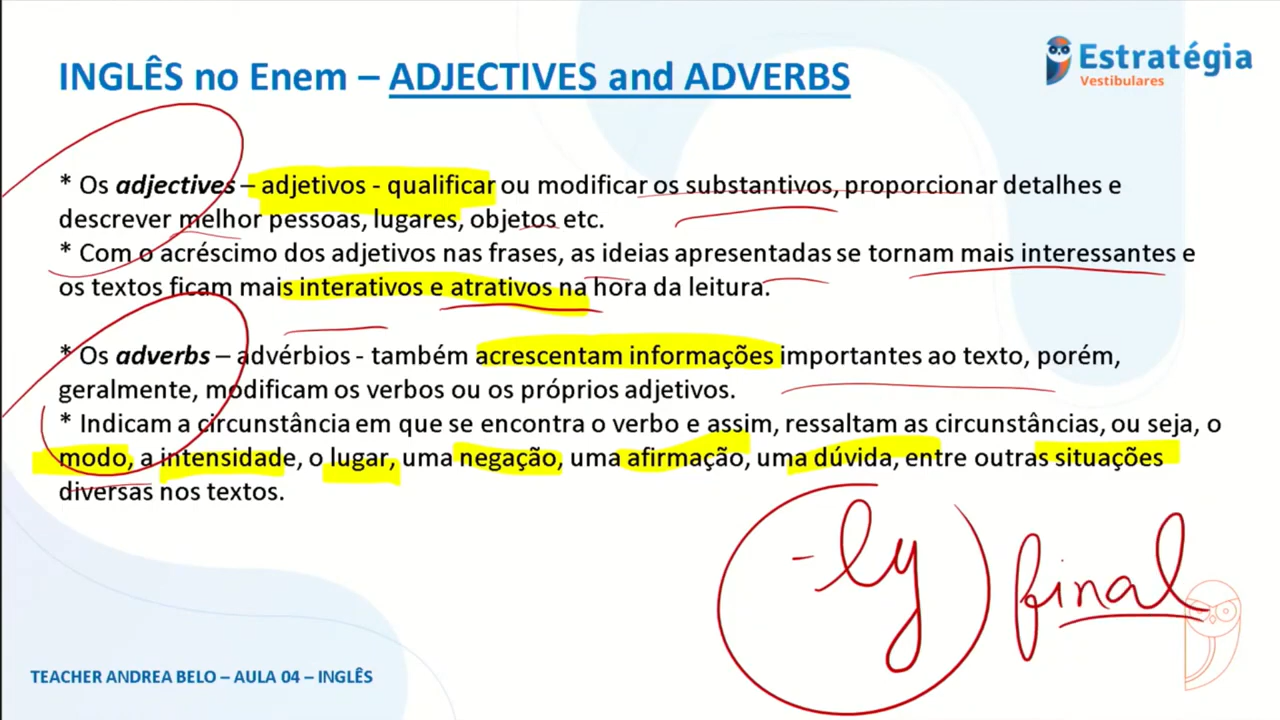 INGLÊS no Enem – ADJECTIVES and ADVERBS
Estratégia
Vestibulares
* Os adjectives – adjetivos - qualificar ou modificar os substantivos, proporcionar detalhes e
descrever melhor pessoas, lugares, objetos etc.
* Com o acréscimo dos adjetivos nas frases, as ideias apresentadas se tornam mais interessantes e
os textos ficam mais interativos e atrativos na hora da leitura.
* Os adverbs – advérbios - também acrescentam informações importantes ao texto, porém,
geralmente, modificam os verbos ou os próprios adjetivos.
* Indicam a circunstância em que se encontra o verbo e assim, ressaltam as circunstâncias, ou seja, o
modo, a intensidade, o lugar, uma negação, uma afirmação, uma dúvida, entre outras situações
diversas nos textos.
-ly final
TEACHER ANDREA BELO – AULA 04 – INGLÊS